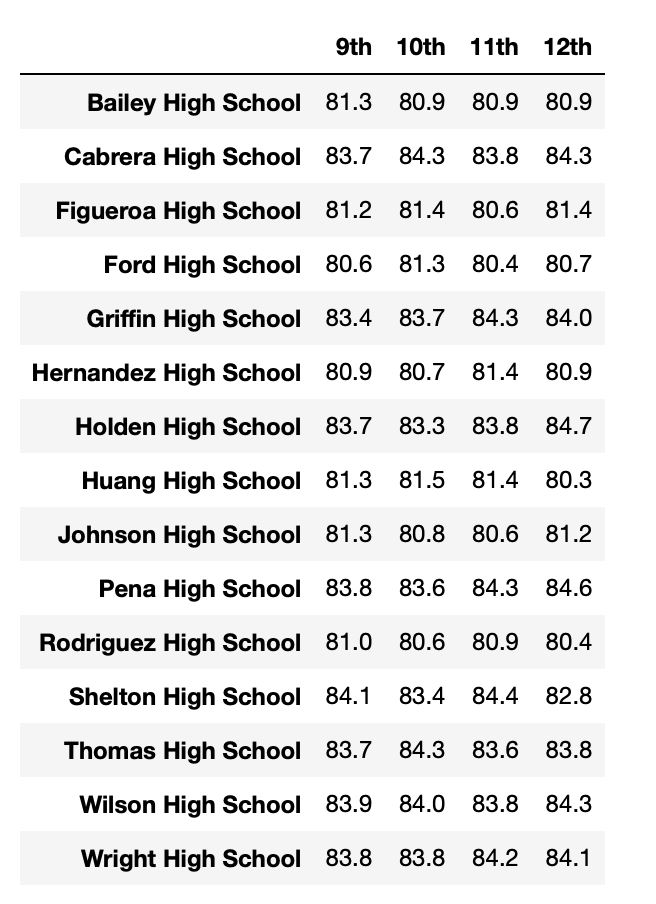 9th 10th 11th 12th
Bailey High School 81.3 80.9 80.9 80.9
Cabrera High School 83.7 84.3 83.8 84.3
Figueroa High School 81.2 81.4 80.6 81.4
Ford High School 80.6 81.3 80.4 80.7
Griffin High School 83.4 83.7 84.3 84.0
Hernandez High School 80.9 80.7 81.4 80.9
Holden High School 83.7 83.3 83.8 84.7
Huang High School 81.3 81.5 81.4 80.3
Johnson High School 81.3 80.8 80.6 81.2
Pena High School 83.8 83.6 84.3 84.6
Rodriguez High School 81.0 80.6 80.9 80.4
Shelton High School 84.1 83.4 84.4 82.8
Thomas High School 83.7 84.3 83.6 83.8
Wilson High School 83.9 84.0 83.8 84.3
Wright High School 83.8 83.8 84.2 84.1